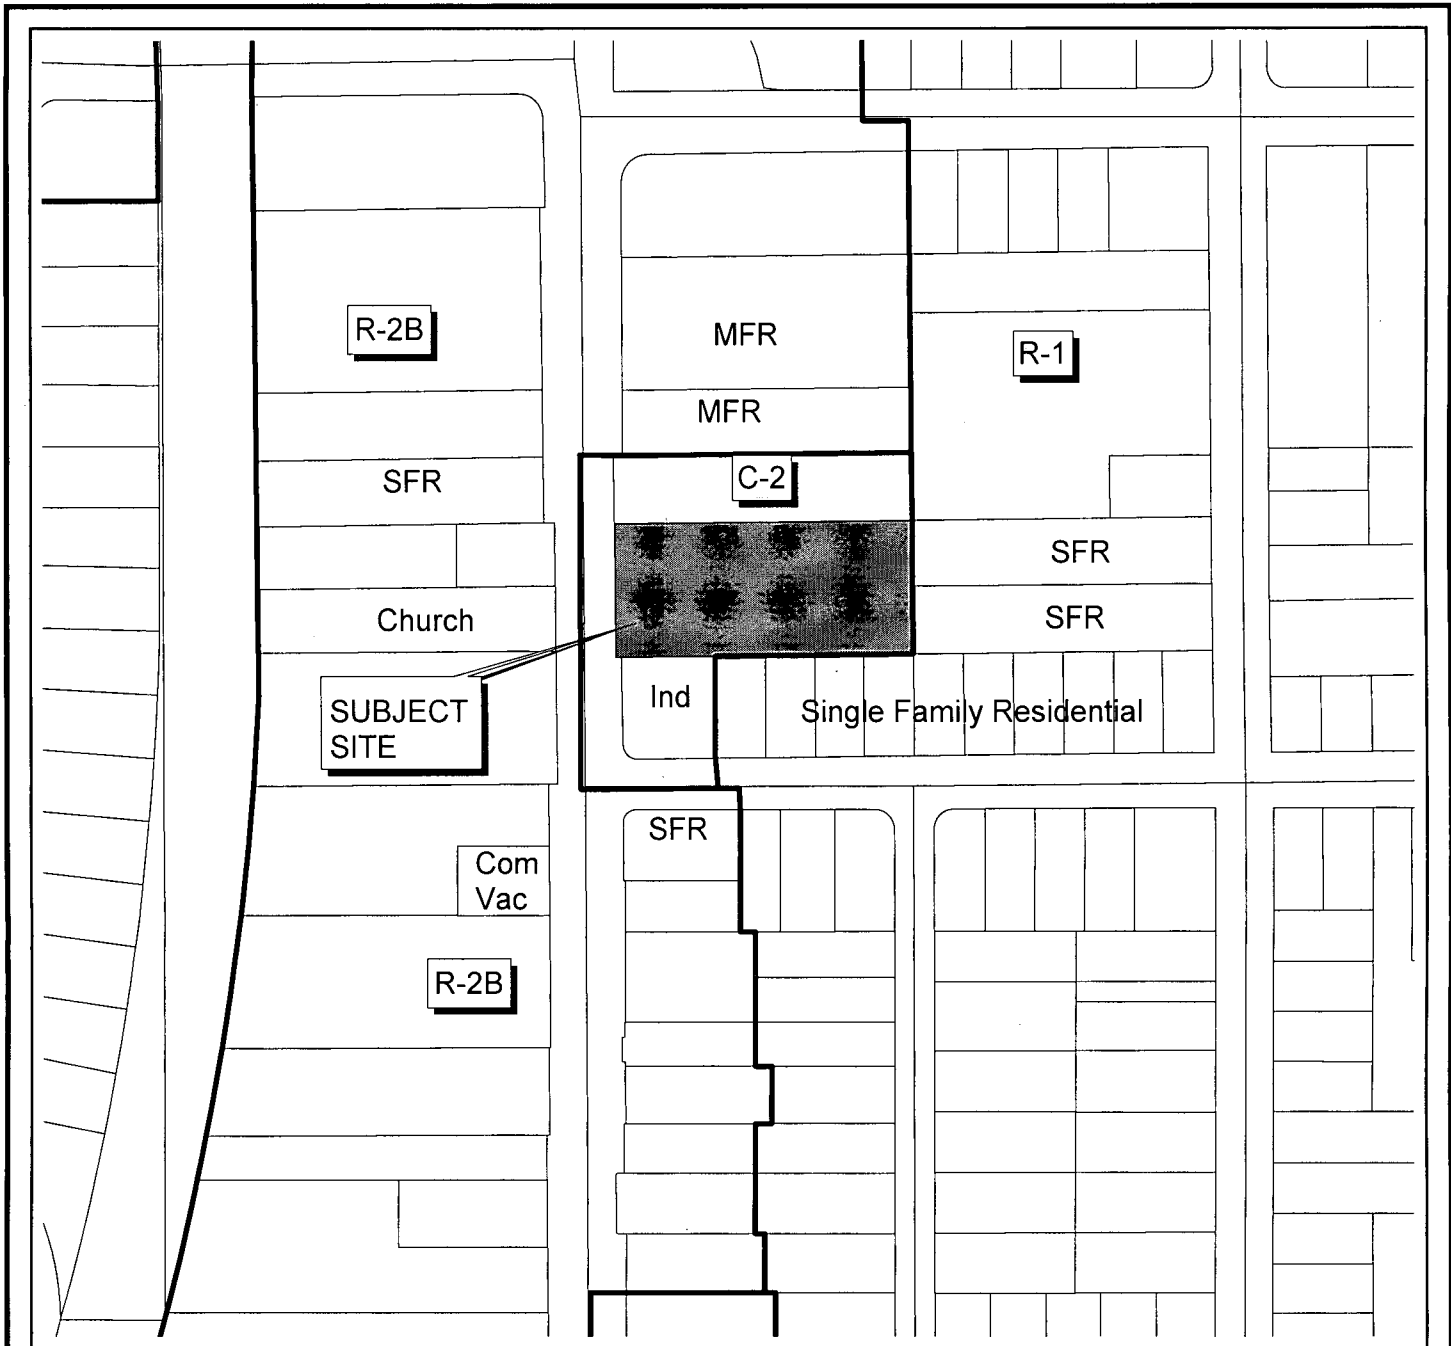 R-2B
MFR
R-1
MFR
C-2
SFR
SFR
Church
SFR
SUBJECT
SITE
Ind
Single Family Residential
SFR
Com
Vac
R-2B